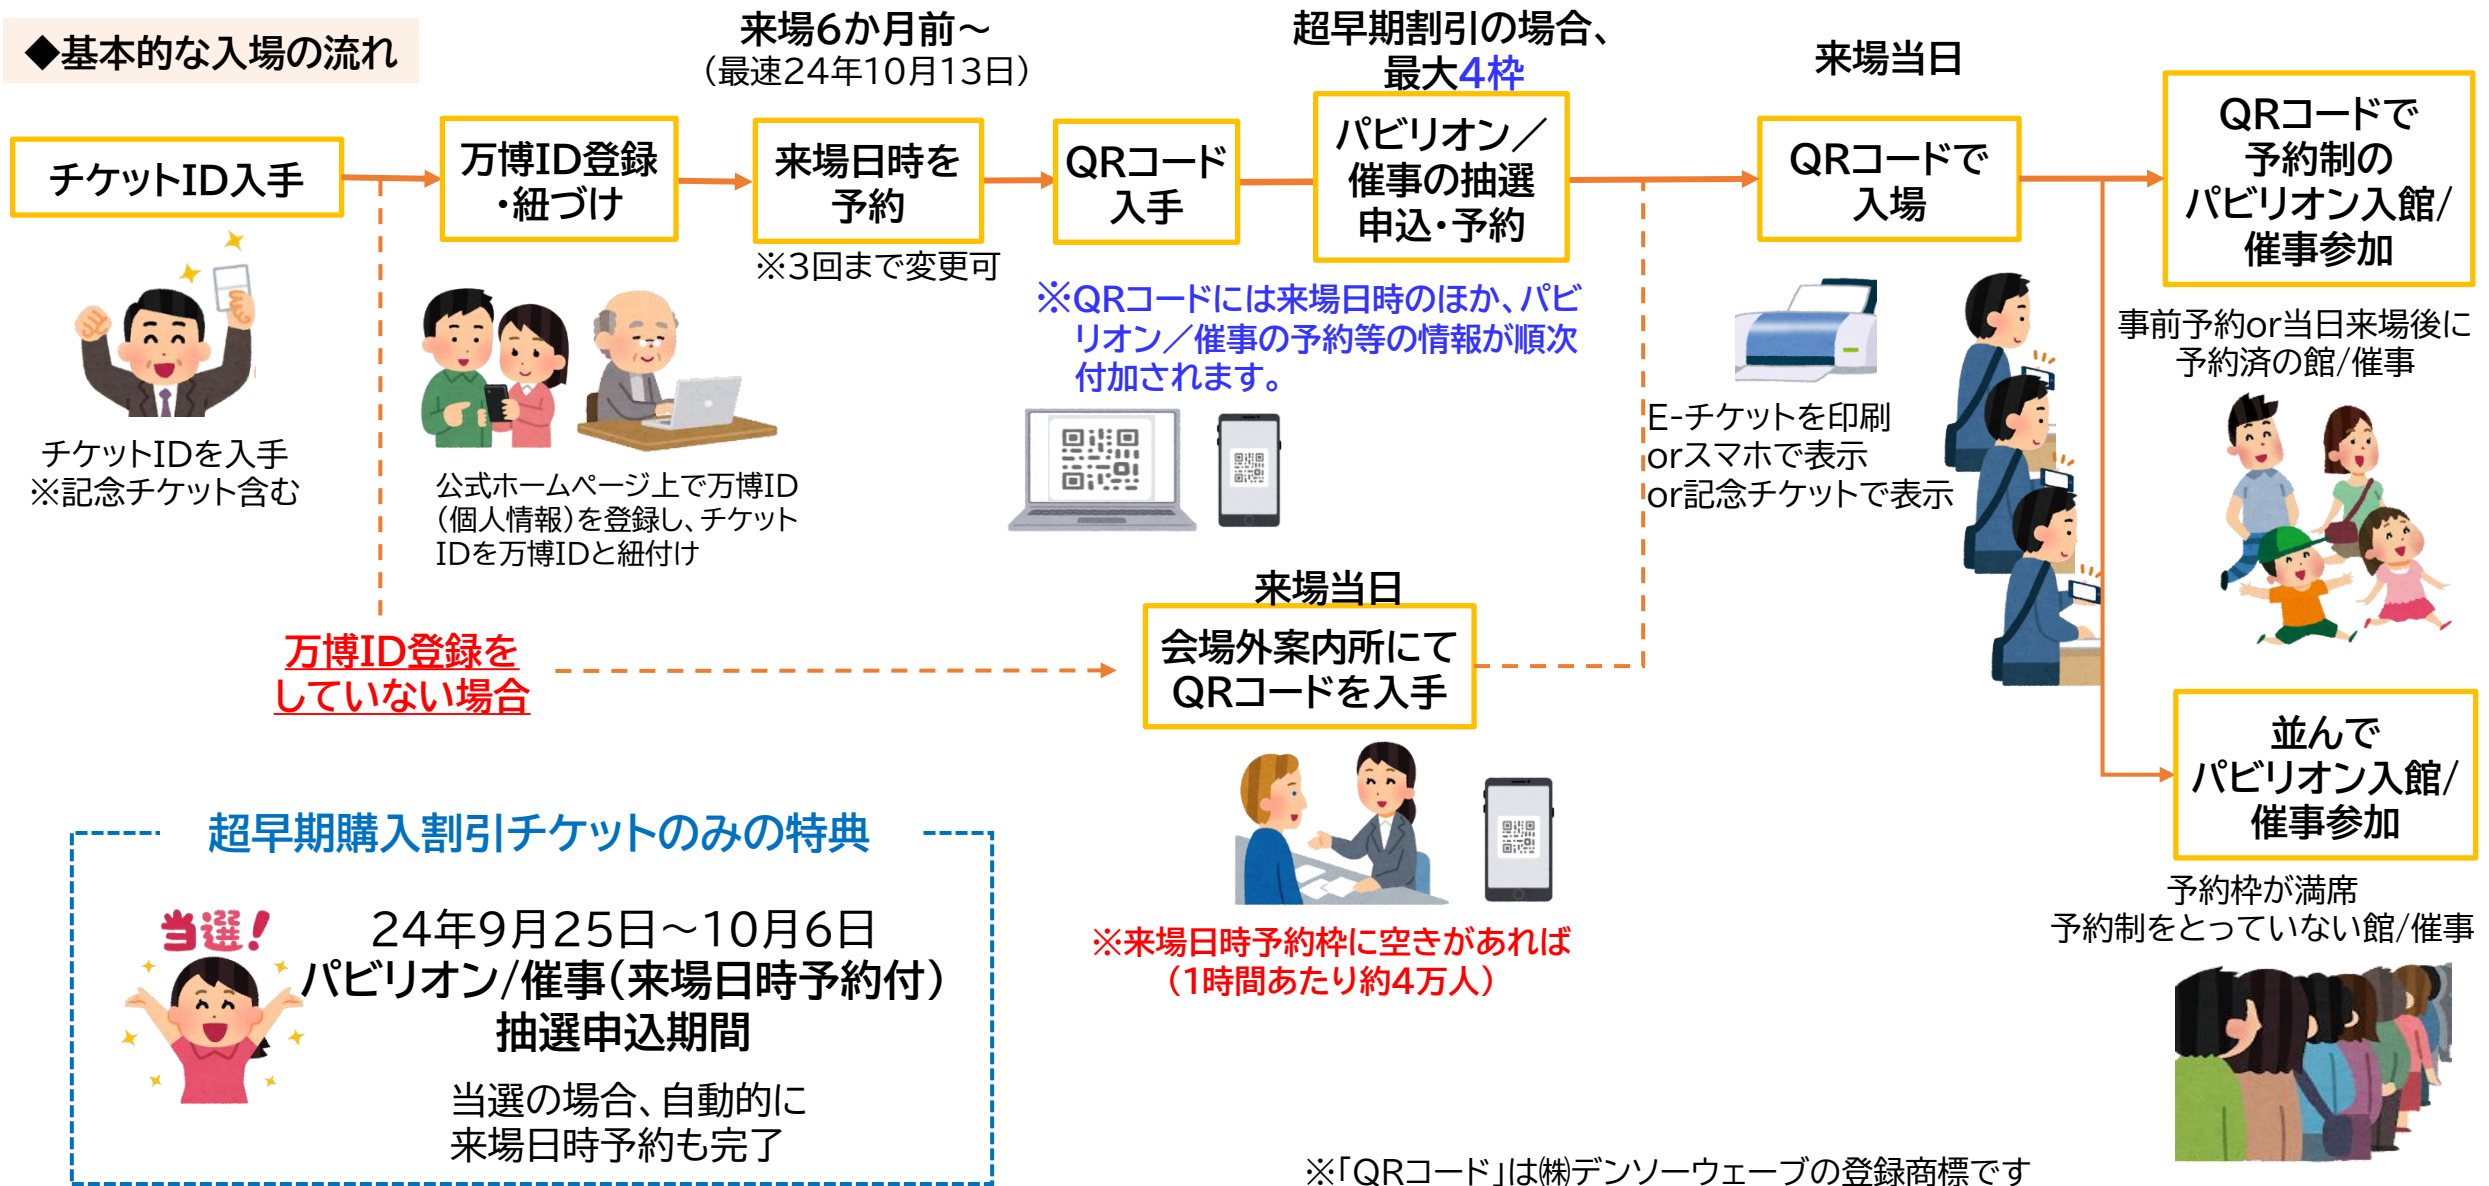 ◆基本的な入場の流れ
チケットID入手
チケットIDを入手
※記念チケット含む
万博ID登録
・紐づけ
公式ホームページ上で万博ID
（個人情報）を登録し、チケット
IDを万博IDと紐付け
来場6か月前～
（最速24年10月13日）
来場日時を
予約
※3回まで変更可
QRコード
入手
超早期割引の場合、
最大4枠
パビリオン／
催事の抽選
申込・予約
※QRコードには来場日時のほか、パビ
リオン／催事の予約等の情報が順次
付加されます。
来場当日
QRコードで
入場
E-チケットを印刷
orスマホで表示
or記念チケットで表示
QRコードで
予約制の
パビリオン入館/
催事参加
事前予約or当日来場後に
予約済の館/催事
万博ID登録を
していない場合
来場当日
会場外案内所にて
QRコードを入手
※来場日時予約枠に空きがあれば
（1時間あたり約4万人）
並んで
パビリオン入館/
催事参加
予約枠が満席
予約制をとっていない館/催事
超早期購入割引チケットのみの特典
当選！
24年9月25日～10月6日
パビリオン/催事（来場日時予約付）
抽選申込期間
当選の場合、自動的に
来場日時予約も完了
※「QRコード」は㈱デンソーウェーブの登録商標です